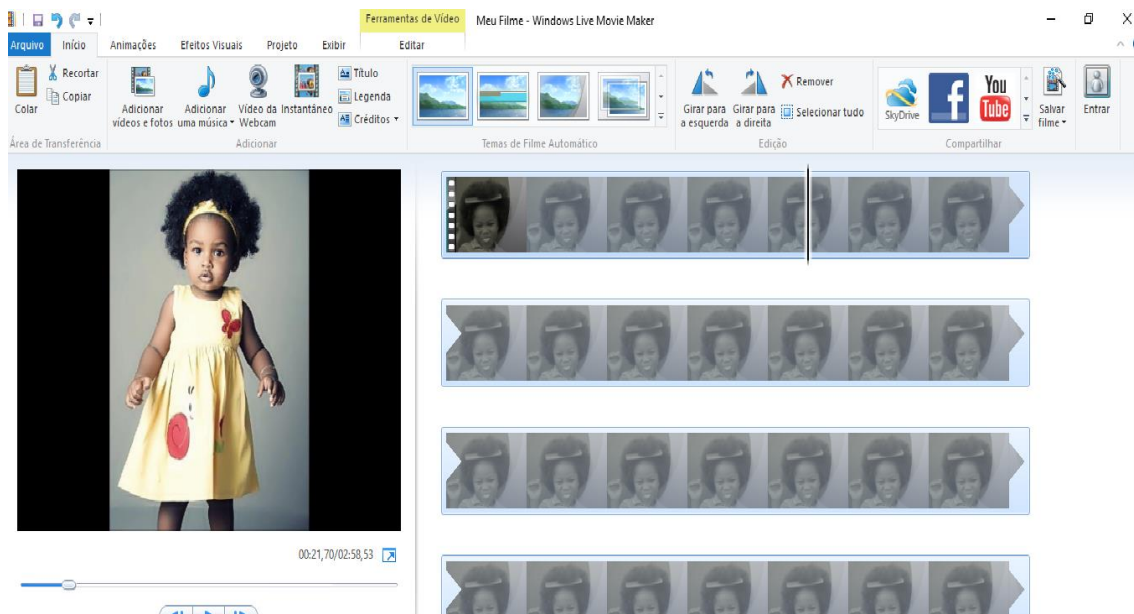 Ferramentas de Vídeo
Meu Filme - Windows Live Movie Maker
Arquivo Início Animações Efeitos Visuais Projeto Exibir Editar
Colar
Recortar
Copiar
Área de Transferência
Adicionar
vídeos e fotos
Adicionar
uma música
Vídeo da
Webcam
Instantâneo
Título
Legenda
Créditos
Adicionar
Temas de Filme Automático
Girar para
a esquerda
Girar para
a direita
Remover
Selecionar tudo
Edição
SkyDrive
f
You
Tube
Compartilhar
Salvar
filme
Entrar
00:21,70/02:58,53